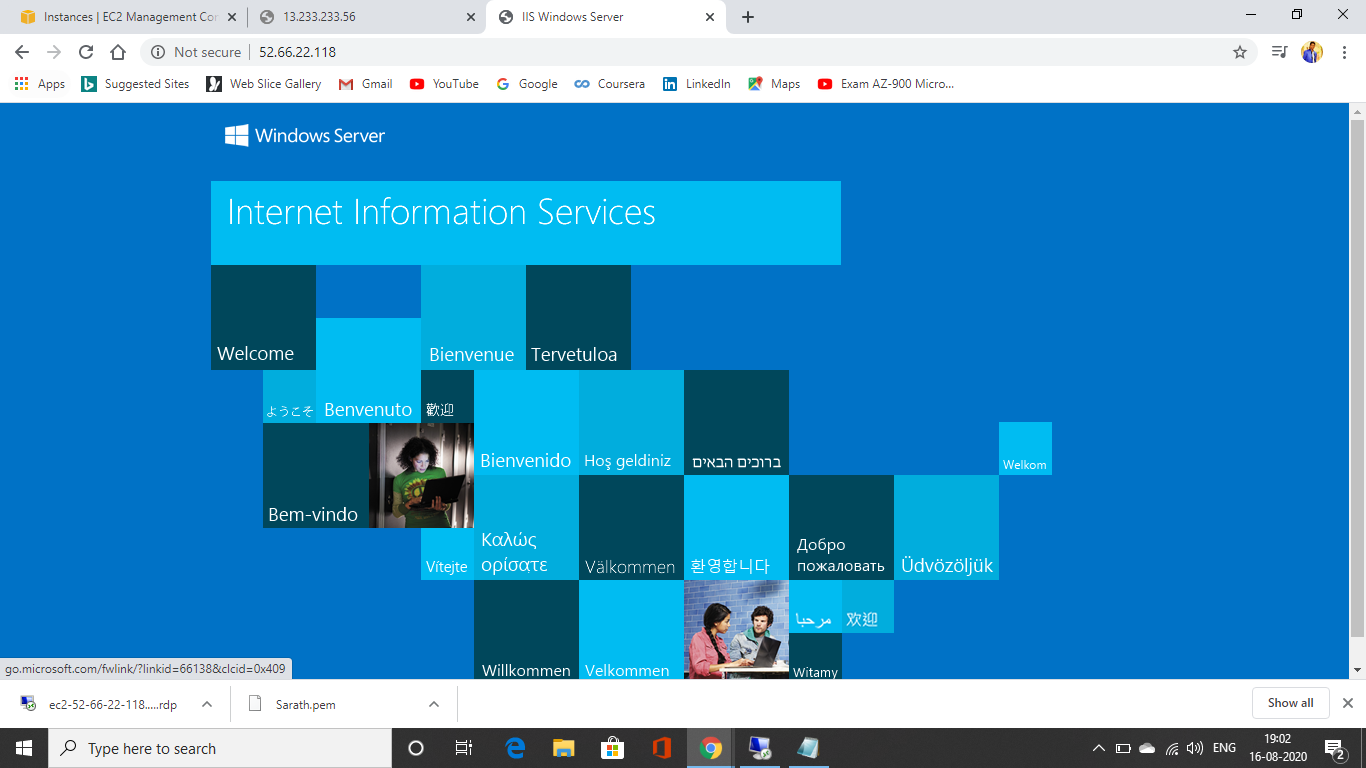 Instances | EC2 Management Con
13.233.233.56
IIS Windows Server
Not secure
52.66.22.118
Apps
Suggested Sites
Web Slice Gallery
Gmail
YouTube
Google
Coursera
LinkedIn
Maps
Exam AZ-900 Micro...
Windows Server
Internet Information Services
Welcome
Bienvenue
Tervetuloa
ようこそ
Benvenuto
歡迎
Bienvenido
Hoş geldiniz
ברוכים הבאים
Welkom
Bem-vindo
Vítejte
Καλώς
ορίσατε
Välkommen
환영합니다
Добро
пожаловать
Üdvözöljük
مرحبا
欢迎
Willkommen
Velkommen
Witamy
go.microsoft.com/fwlink/?linkid=66138&clcid=0x409
ec2-52-66-22-118.....rdp
Sarath.pem
Show all
Type here to search
ENG
19:02
16-08-2020
2